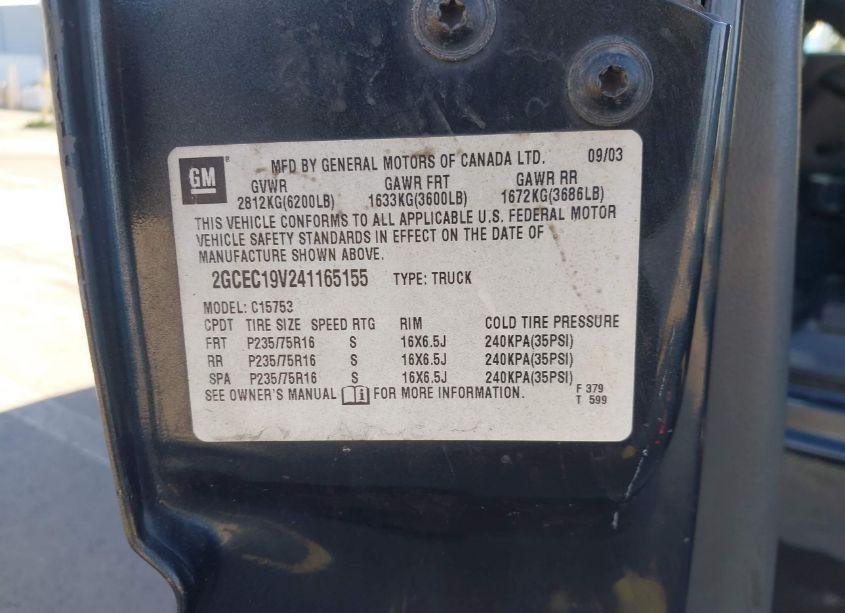 GM
MFD BY GENERAL MOTORS OF CANADA LTD. 09/03
GVWR GAWR FRT GAWR RR
2812KG(6200LB) 1633KG(3600LB) 1672KG(3686LB)
THIS VEHICLE CONFORMS TO ALL APPLICABLE U.S. FEDERAL MOTOR
VEHICLE SAFETY STANDARDS IN EFFECT ON THE DATE OF
MANUFACTURE SHOWN ABOVE.
2GCEC19V241165155 TYPE: TRUCK
MODEL: C15753
CPDT TIRE SIZE SPEED RTG RIM COLD TIRE PRESSURE
FRT P235/75R16 S 16X6.5J 240KPA(35PSI)
RR P235/75R16 S 16X6.5J 240KPA(35PSI)
SPA P235/75R16 S 16X6.5J 240KPA(35PSI)
SEE OWNER'S MANUAL FOR MORE INFORMATION. F 379
T 599